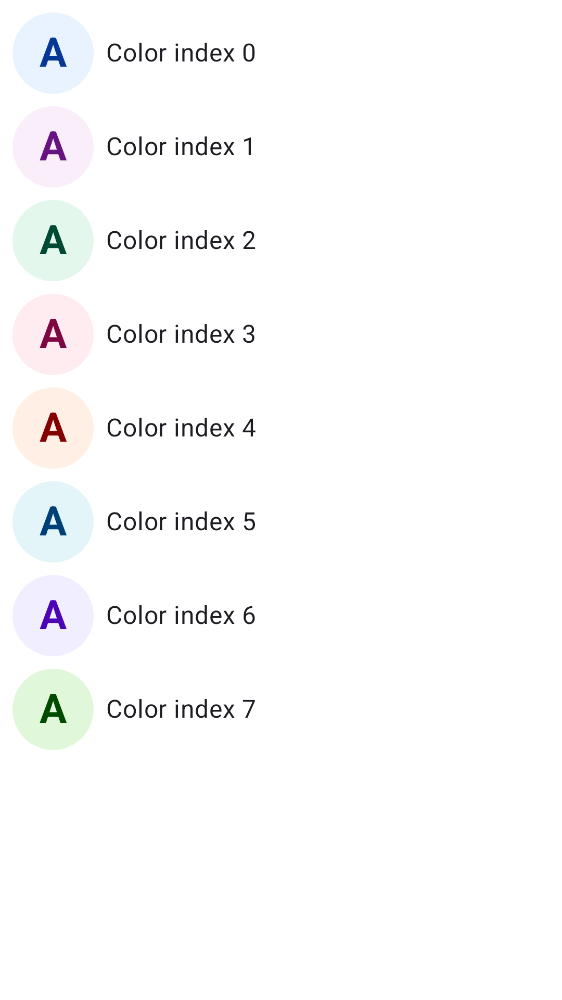 A Color index 0
A Color index 1
A Color index 2
A Color index 3
A Color index 4
A Color index 5
A Color index 6
A Color index 7